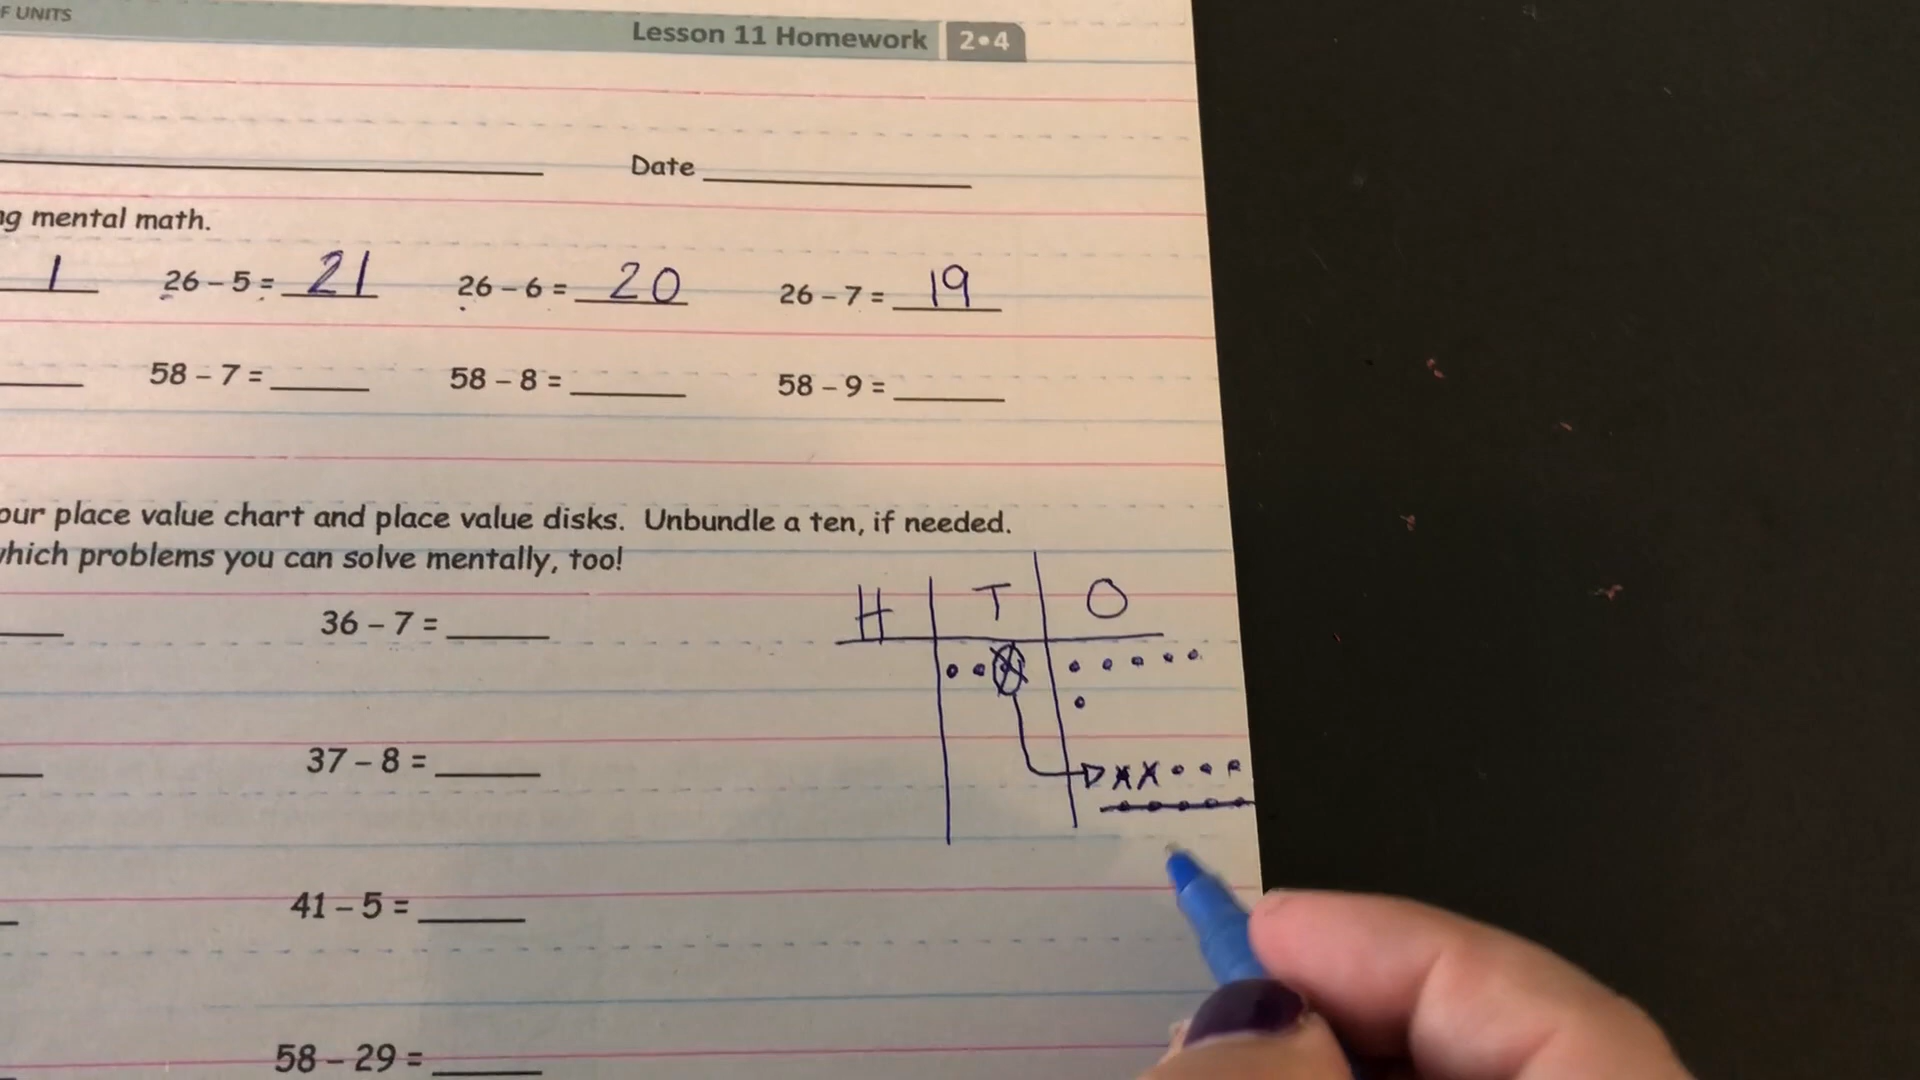 F UNITS
Lesson 11 Homework 2•4
Date
ng mental math.
1 26 – 5 = 21 26 – 6 = 20 26 – 7 = 19
58 – 7 = 58 – 8 = 58 – 9 =
our place value chart and place value disks. Unbundle a ten, if needed.
which problems you can solve mentally, too!
H T O
36 – 7 =
37 – 8 =
41 – 5 =
58 – 29 =